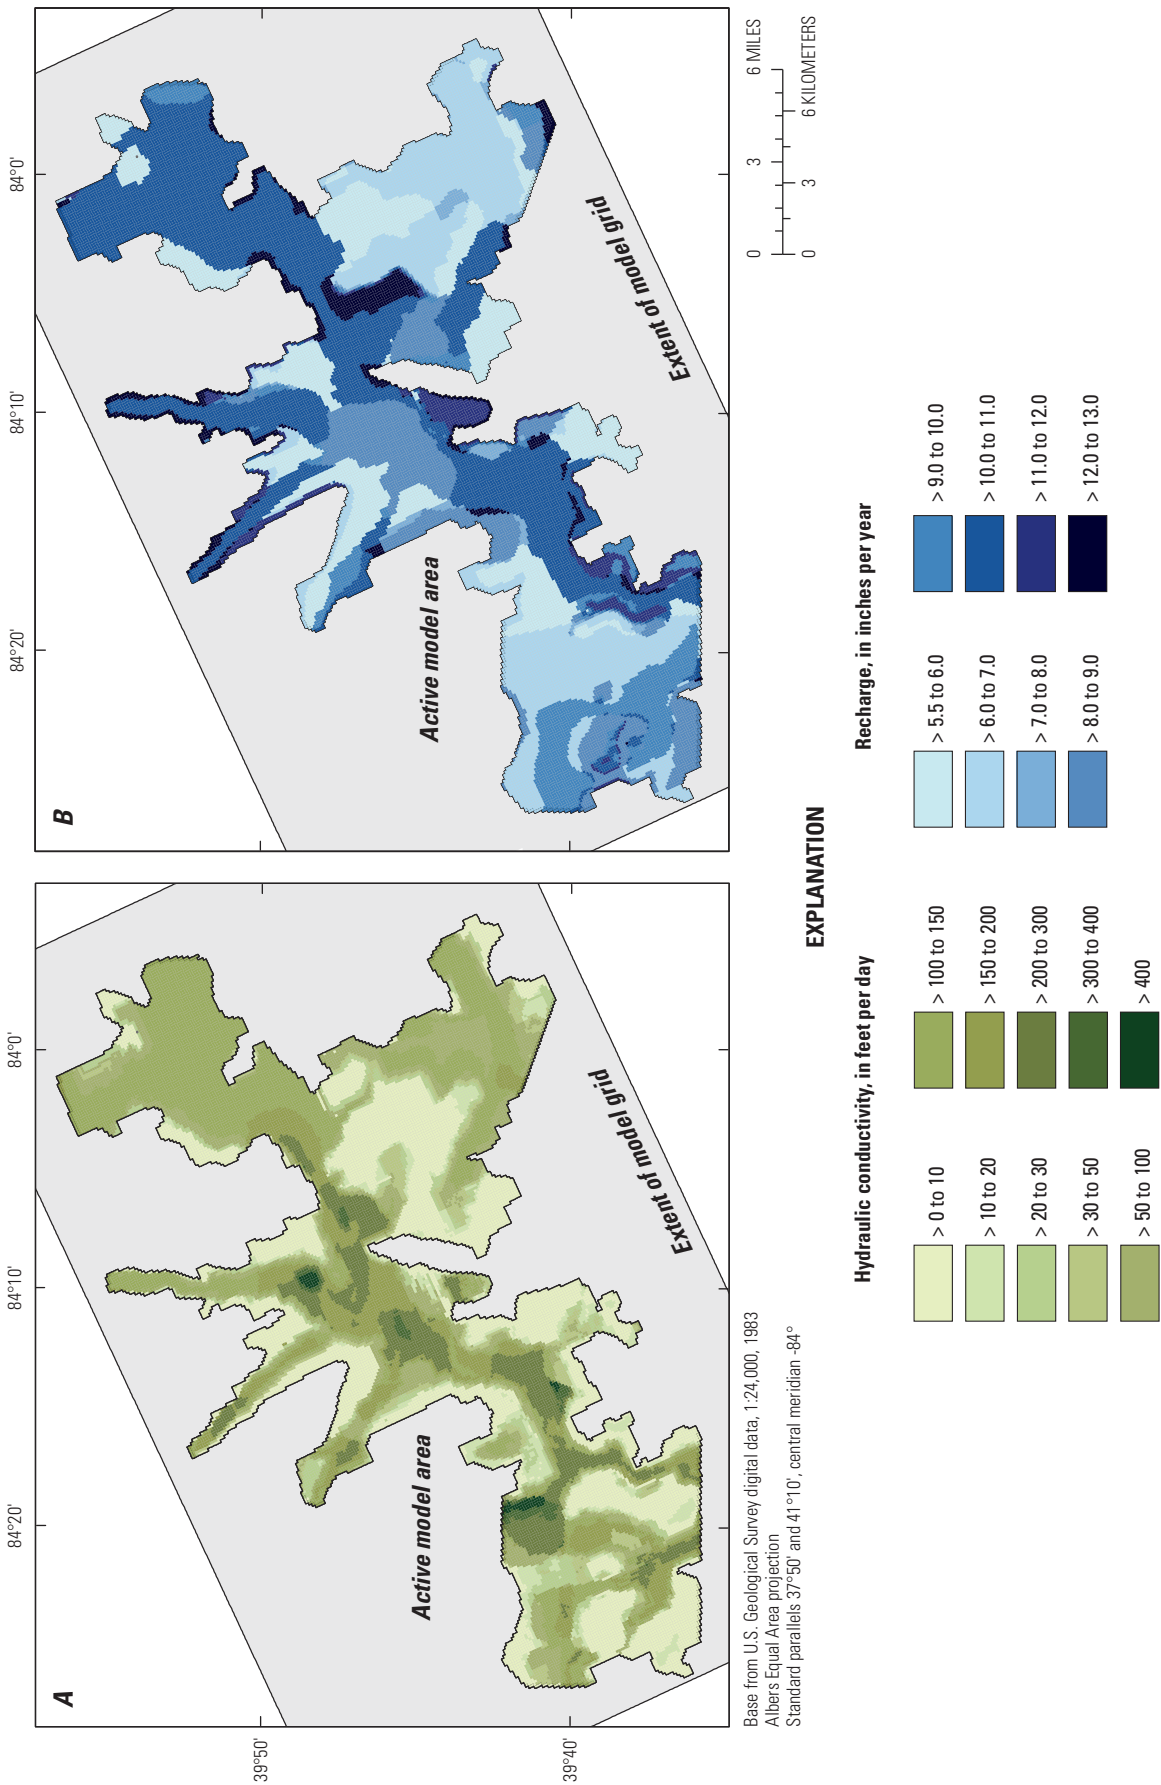 A
84°20'
84°10'
84°0'
39°50'
39°40'
Active model area
Extent of model grid
B
84°20'
84°10'
84°0'
Active model area
Extent of model grid
Base from U.S. Geological Survey digital data, 1:24,000, 1983
Albers Equal Area projection
Standard parallels 37°50' and 41°10', central meridian -84°
0 3 6 MILES
0 3 6 KILOMETERS
EXPLANATION
Hydraulic conductivity, in feet per day
> 0 to 10
> 10 to 20
> 20 to 30
> 30 to 50
> 50 to 100
> 100 to 150
> 150 to 200
> 200 to 300
> 300 to 400
> 400
Recharge, in inches per year
> 5.5 to 6.0
> 6.0 to 7.0
> 7.0 to 8.0
> 8.0 to 9.0
> 9.0 to 10.0
> 10.0 to 11.0
> 11.0 to 12.0
> 12.0 to 13.0